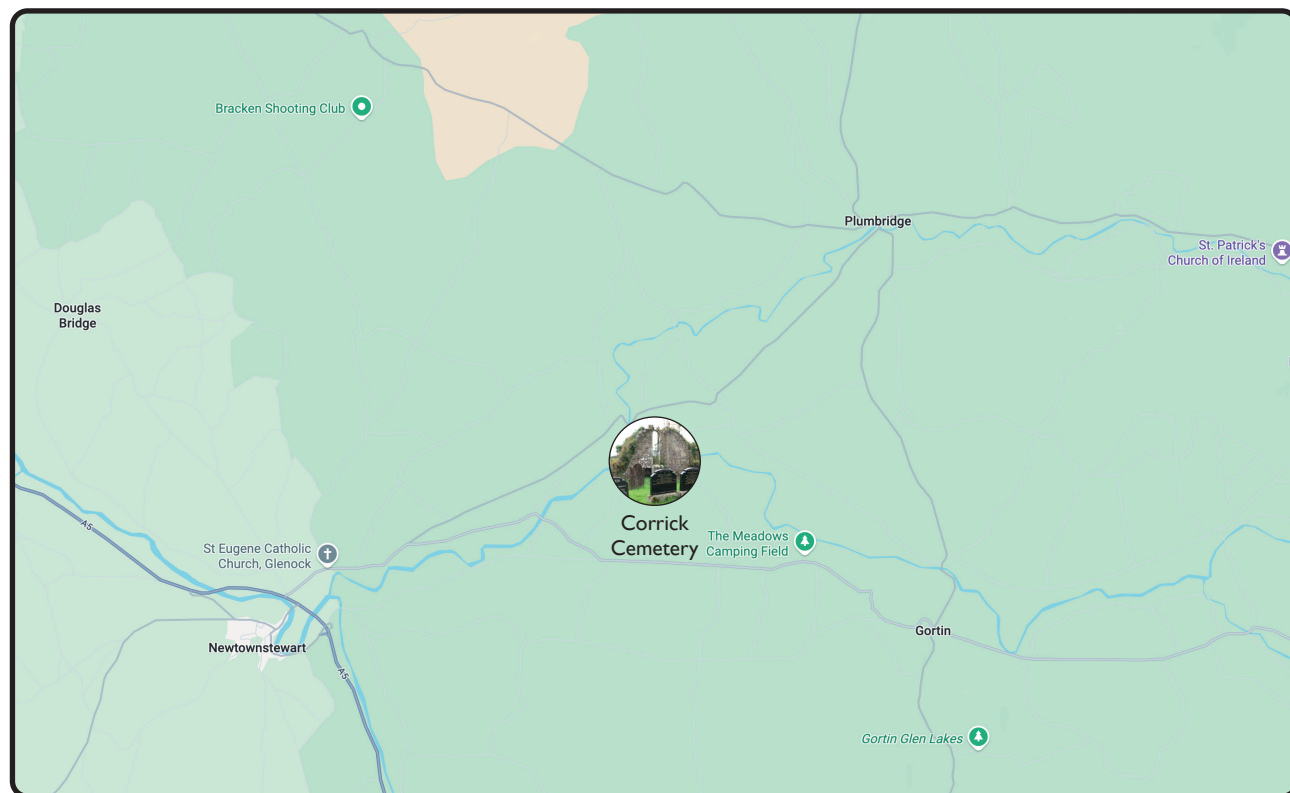 Bracken Shooting Club
Plumbridge
St. Patrick's
Church of Ireland
Douglas
Bridge
Corrick
Cemetery
The Meadows
Camping Field
A5
St Eugene Catholic
Church, Glenock
Gortin
Newtownstewart
A5
Gortin Glen Lakes